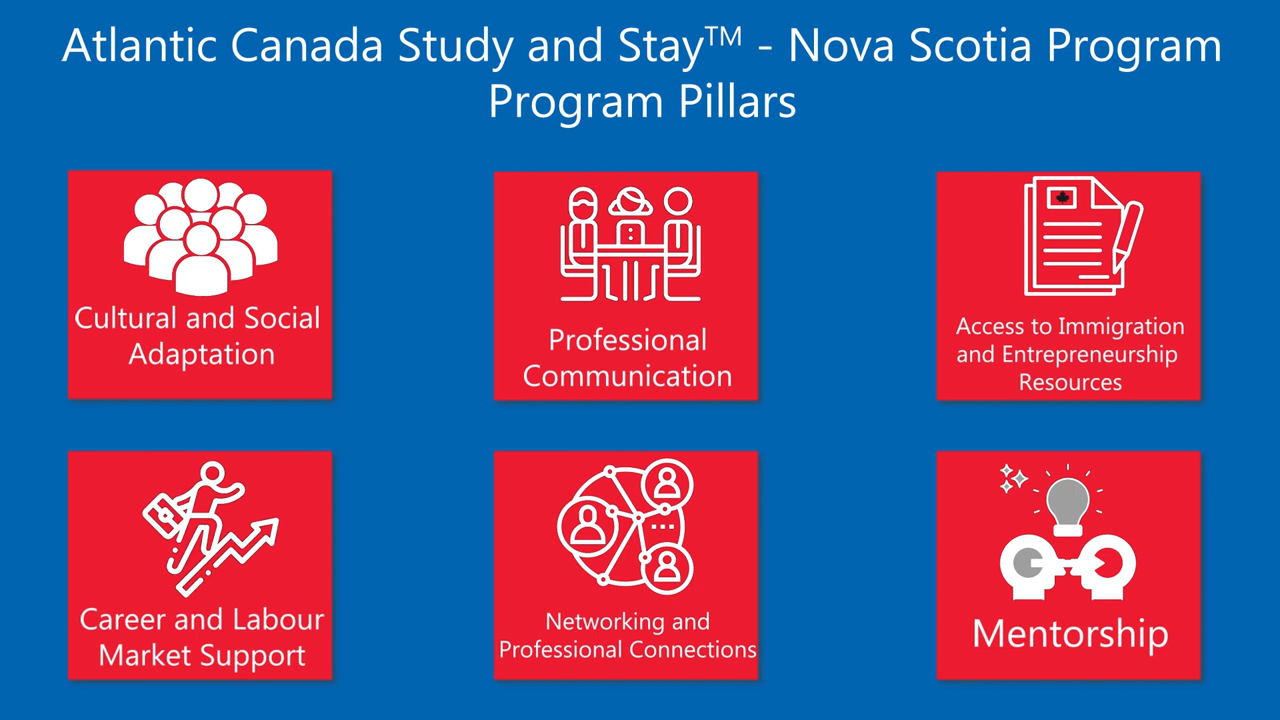 Atlantic Canada Study and Stay™ - Nova Scotia Program
Program Pillars
Cultural and Social
Adaptation
Professional
Communication
Access to Immigration
and Entrepreneurship
Resources
Career and Labour
Market Support
Networking and
Professional Connections
Mentorship